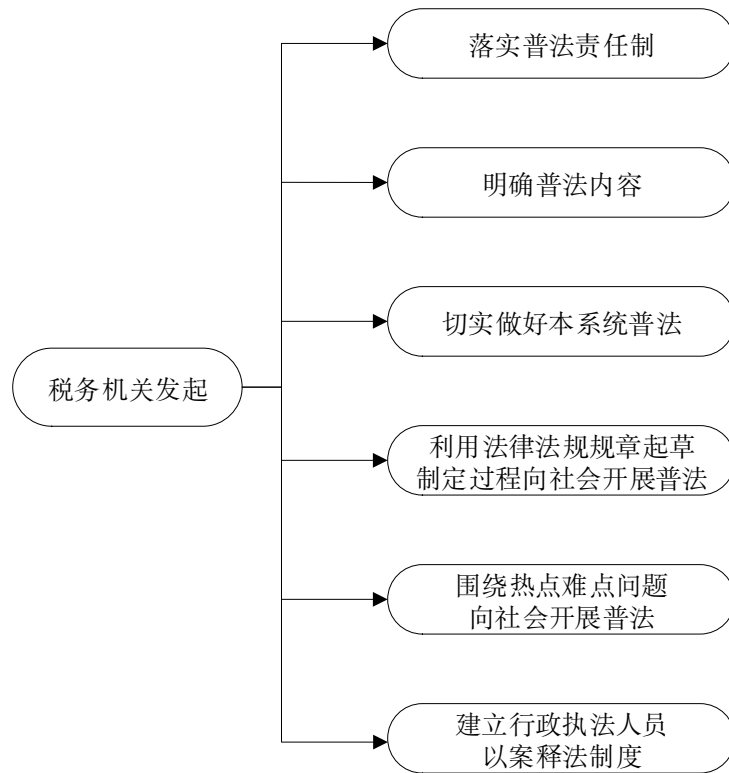 落实普法责任制
明确普法内容
切实做好本系统普法
税务机关发起
利用法律法规规章起草
制定过程向社会开展普法
围绕热点难点问题
向社会开展普法
建立行政执法人员
以案释法制度